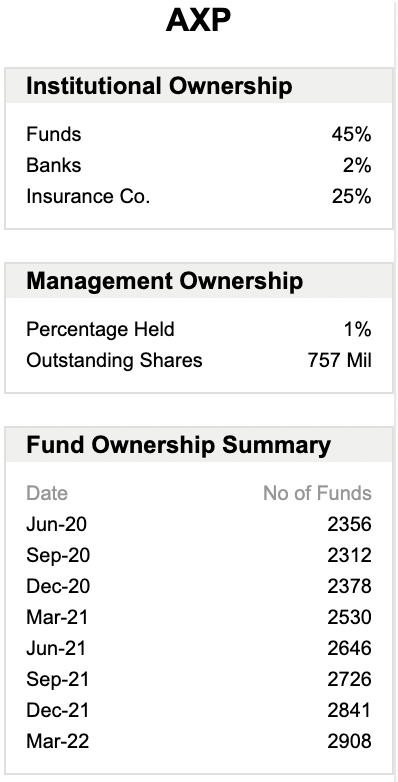 AXP
Institutional Ownership
Funds 45%
Banks 2%
Insurance Co. 25%
Management Ownership
Percentage Held 1%
Outstanding Shares 757 Mil
Fund Ownership Summary
Date No of Funds
Jun-20 2356
Sep-20 2312
Dec-20 2378
Mar-21 2530
Jun-21 2646
Sep-21 2726
Dec-21 2841
Mar-22 2908